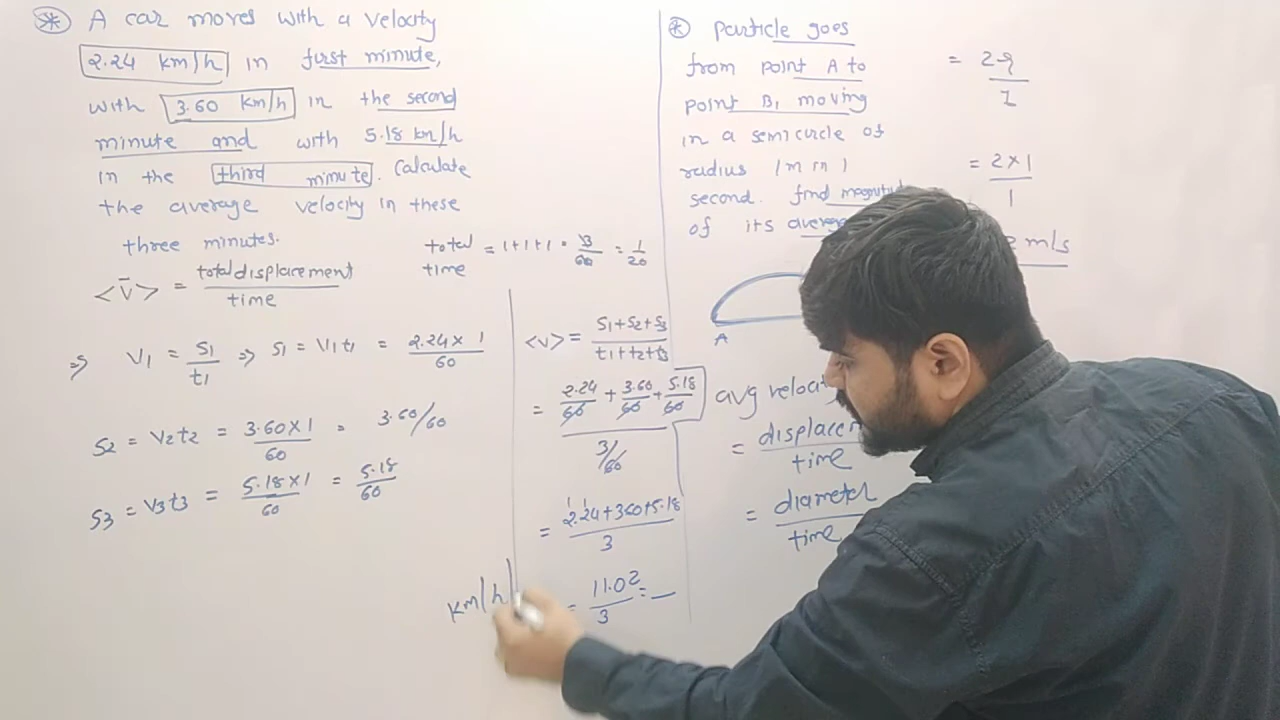 * A car moves with a velocity
2.24 km/h in first minute,
with 3.60 km/h in the second
minute and with 5.18 km/h
in the third minute. Calculate
the average velocity in these
three minutes.
total time = 1+1+1 = 3/60 = 1/20
<v̄> = total displacement / time
⇒ V1 = S1/t1 ⇒ S1 = V1t1 = 2.24×1/60
S2 = V2t2 = 3.60×1/60 = 3.60/60
S3 = V3t3 = 5.18×1/60 = 5.18/60
<v> = S1+S2+S3 / t1+t2+t3
= 2.24/60 + 3.60/60 + 5.18/60 / 3/60
= 2.24+360+5.18 / 3
= 11.02/3 = _
km/h
* Particle goes
from point A to
point B, moving
in a semicircle of
radius 1m in 1
second. find
of its
A
avg
= / time
= diameter / time
= 2×1/1
m/s